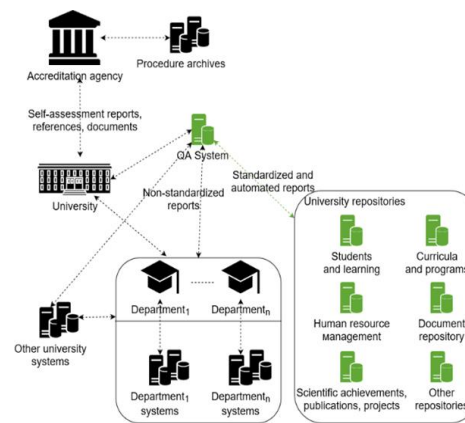 Accreditation agency
Procedure archives
Self-assessment reports,
references, documents
QA System
Standardized and
automated reports
University
Non-standardized
reports
University repositories
Students
and learning
Curricula
and programs
Department1
Departmentn
Other university
systems
Human resource
management
Document
repository
Department1
systems
Departmentn
systems
Scientific achievements,
publications, projects
Other
repositories